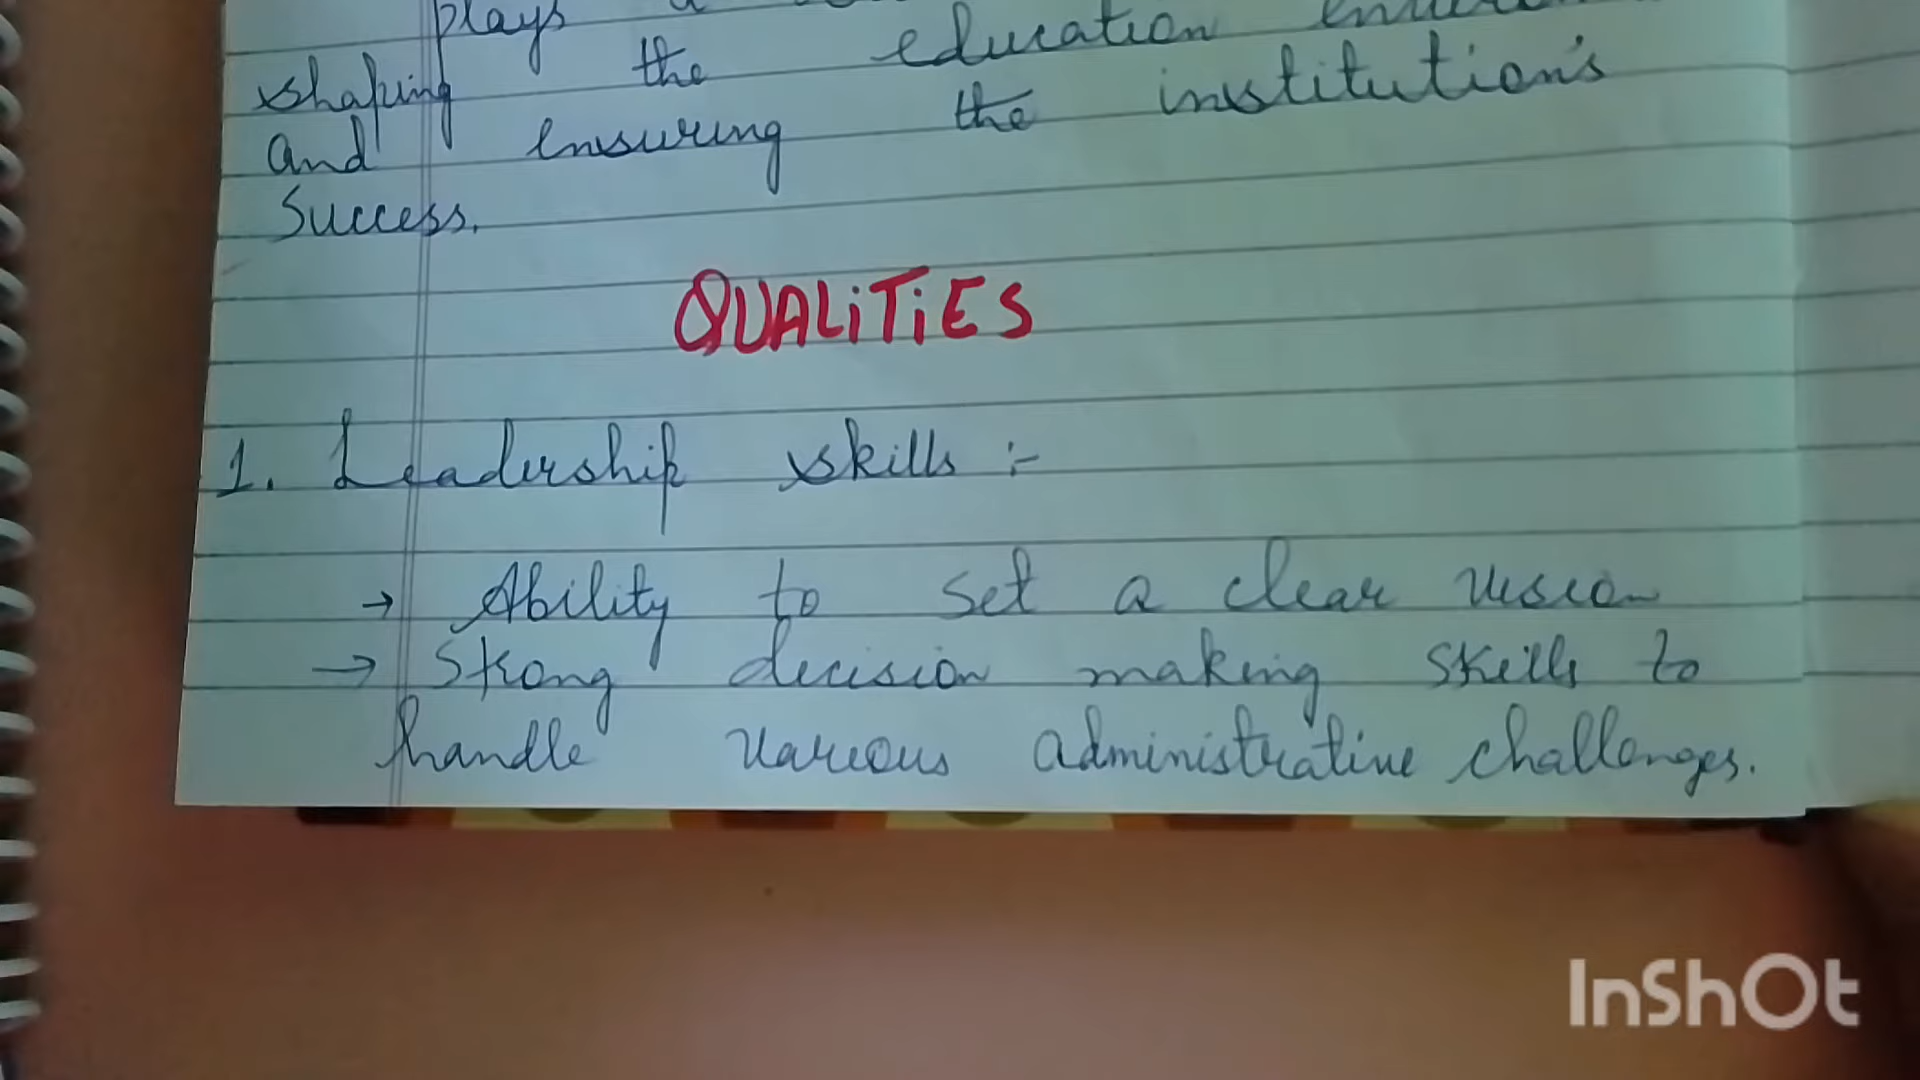 plays a
shaping the education
and ensuring the institution's
Success.
QUALITIES
1. Leadership skills :-
→ Ability to set a clear vision
→ Strong decision making skills to
handle various administrative challenges.
InShOt